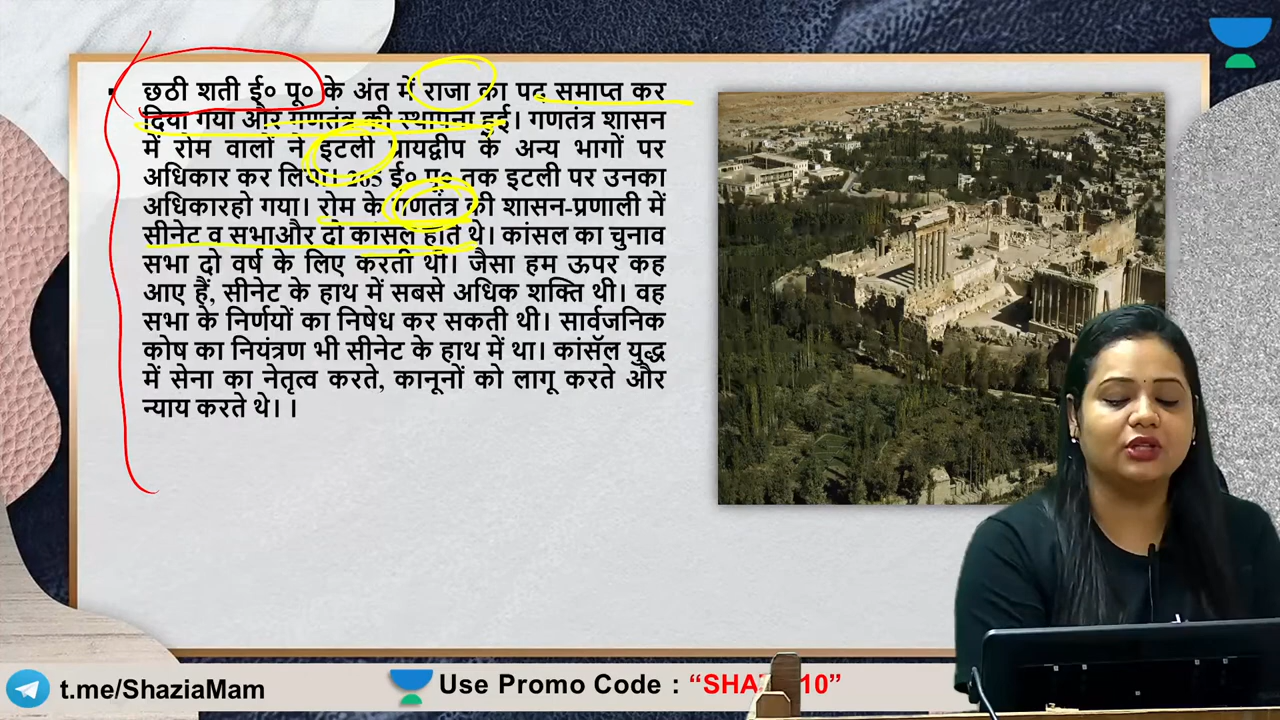 छठी शती ई० पू० के अंत में राजा का पद समाप्त कर
दिया गया और गणतंत्र की स्थापना हुई। गणतंत्र शासन
में रोम वालों ने इटली प्रायद्वीप के अन्य भागों पर
अधिकार कर लिया। ई० पू० तक इटली पर उनका
अधिकारहो गया। रोम के गणतंत्र की शासन-प्रणाली में
सीनेट व सभाऔर दो कांसल होते थे। कांसल का चुनाव
सभा दो वर्ष के लिए करती थी। जैसा हम ऊपर कह
आए हैं, सीनेट के हाथ में सबसे अधिक शक्ति थी। वह
सभा के निर्णयों का निषेध कर सकती थी। सार्वजनिक
कोष का नियंत्रण भी सीनेट के हाथ में था। कांसॅल युद्ध
में सेना का नेतृत्व करते, कानूनों को लागू करते और
न्याय करते थे। ।
t.me/ShaziaMam
Use Promo Code :